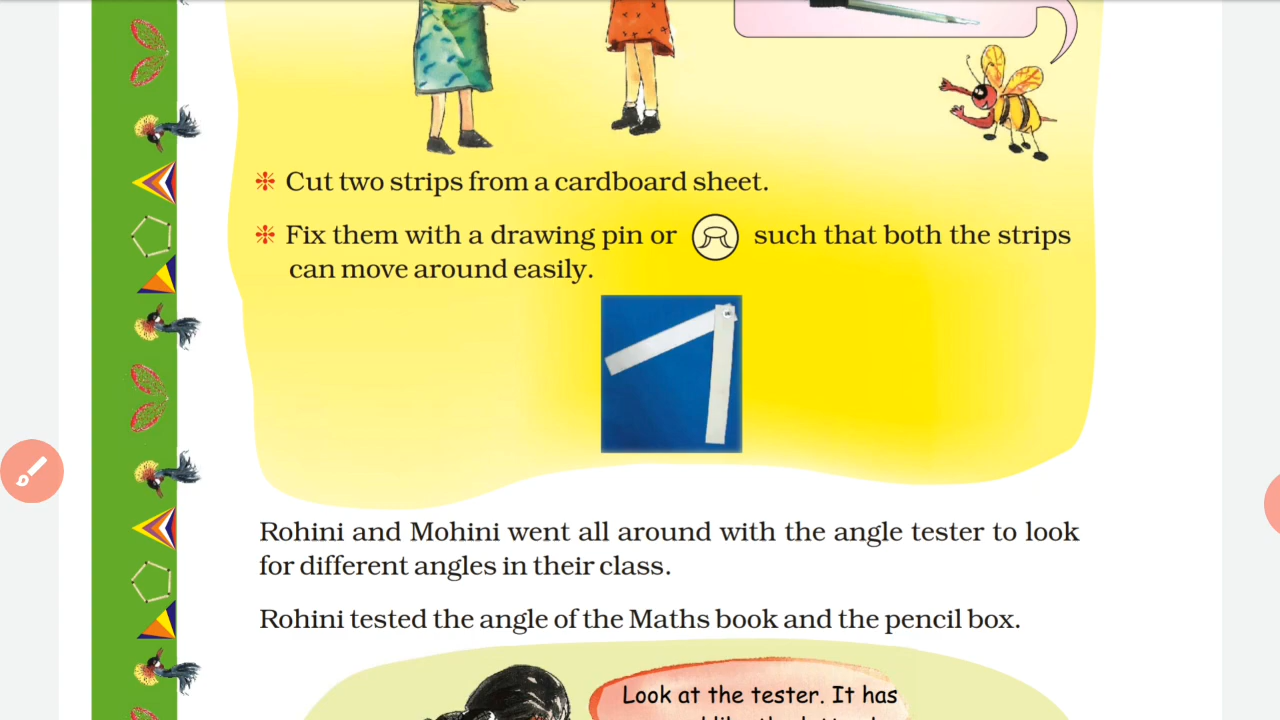 ❉ Cut two strips from a cardboard sheet.
❉ Fix them with a drawing pin or such that both the strips
can move around easily.
Rohini and Mohini went all around with the angle tester to look
for different angles in their class.
Rohini tested the angle of the Maths book and the pencil box.
Look at the tester. It has